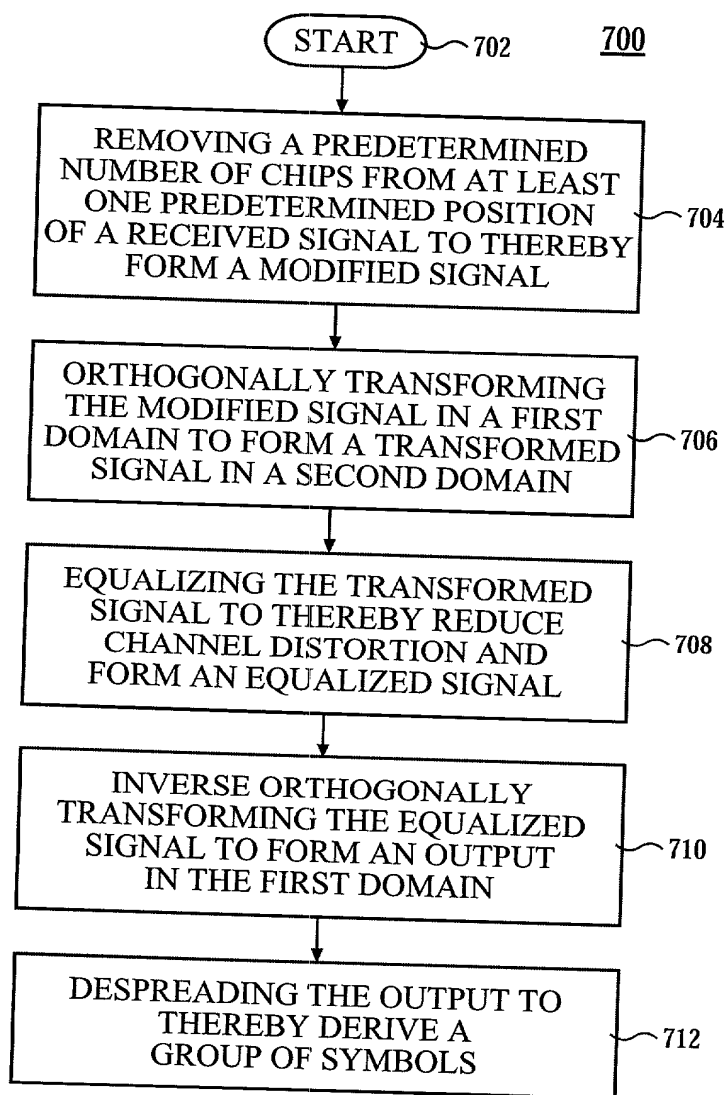 START
702
700
REMOVING A PREDETERMINED
NUMBER OF CHIPS FROM AT LEAST
ONE PREDETERMINED POSITION
OF A RECEIVED SIGNAL TO THEREBY
FORM A MODIFIED SIGNAL
704
ORTHOGONALLY TRANSFORMING
THE MODIFIED SIGNAL IN A FIRST
DOMAIN TO FORM A TRANSFORMED
SIGNAL IN A SECOND DOMAIN
706
EQUALIZING THE TRANSFORMED
SIGNAL TO THEREBY REDUCE
CHANNEL DISTORTION AND
FORM AN EQUALIZED SIGNAL
708
INVERSE ORTHOGONALLY
TRANSFORMING THE EQUALIZED
SIGNAL TO FORM AN OUTPUT
IN THE FIRST DOMAIN
710
DESPREADING THE OUTPUT TO
THEREBY DERIVE A
GROUP OF SYMBOLS
712